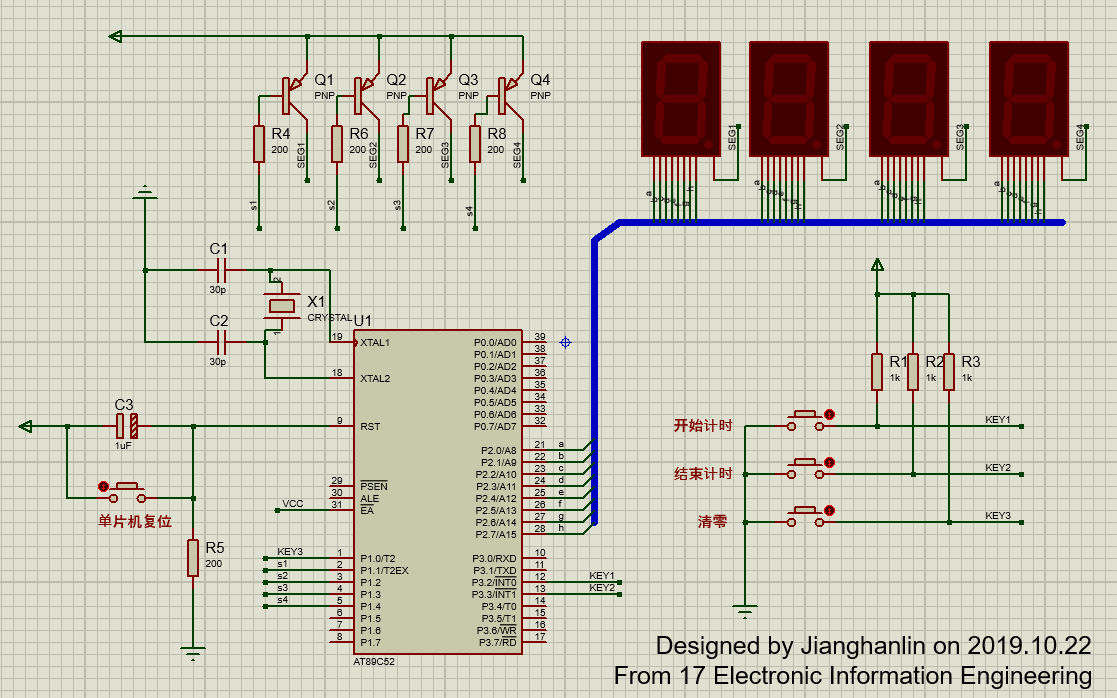 Q1
PNP
Q2
PNP
Q3
PNP
Q4
PNP
R4
200
R6
200
R7
200
R8
200
SEG1
SEG2
SEG3
SEG4
s1
s2
s3
s4
SEG1
SEG2
SEG3
SEG4
C1
30p
C2
30p
X1
CRYSTAL
2
1
C3
1uF
单片机复位
R5
200
VCC
U1
19 XTAL1
18 XTAL2
9 RST
29 PSEN
30 ALE
31 EA
KEY3 1 P1.0/T2
s1 2 P1.1/T2EX
s2 3 P1.2
s3 4 P1.3
s4 5 P1.4
6 P1.5
7 P1.6
8 P1.7
P0.0/AD0 39
P0.1/AD1 38
P0.2/AD2 37
P0.3/AD3 36
P0.4/AD4 35
P0.5/AD5 34
P0.6/AD6 33
P0.7/AD7 32
P2.0/A8 21 a
P2.1/A9 22 b
P2.2/A10 23 c
P2.3/A11 24 d
P2.4/A12 25 e
P2.5/A13 26 f
P2.6/A14 27 g
P2.7/A15 28 h
P3.0/RXD 10
P3.1/TXD 11
P3.2/INT0 12 KEY1
P3.3/INT1 13 KEY2
P3.4/T0 14
P3.5/T1 15
P3.6/WR 16
P3.7/RD 17
AT89C52
R1
1k
R2
1k
R3
1k
开始计时
KEY1
结束计时
KEY2
清零
KEY3
Designed by Jianghanlin on 2019.10.22
From 17 Electronic Information Engineering